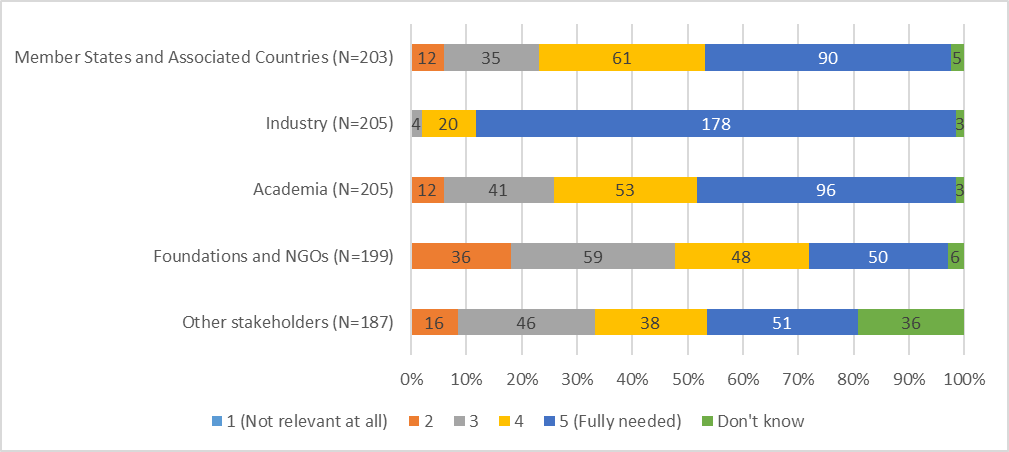 Member States and Associated Countries (N=203) 12 35 61 90 5
Industry (N=205) 4 20 178 3
Academia (N=205) 12 41 53 96 3
Foundations and NGOs (N=199) 36 59 48 50 6
Other stakeholders (N=187) 16 46 38 51 36
0% 10% 20% 30% 40% 50% 60% 70% 80% 90% 100%
1 (Not relevant at all) 2 3 4 5 (Fully needed) Don't know